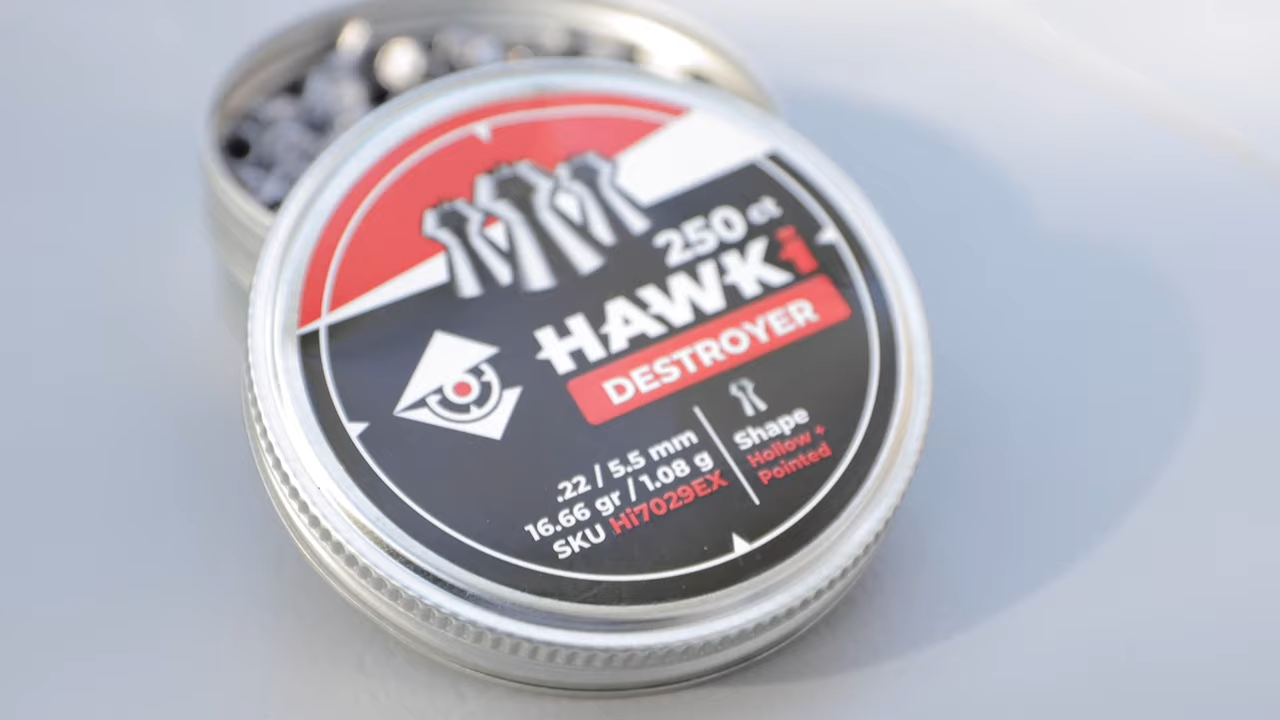 250 ct
HAWKi
DESTROYER
.22 / 5.5 mm
16.66 gr / 1.08 g
SKU Hi7029EX
Shape
Hollow +
Pointed